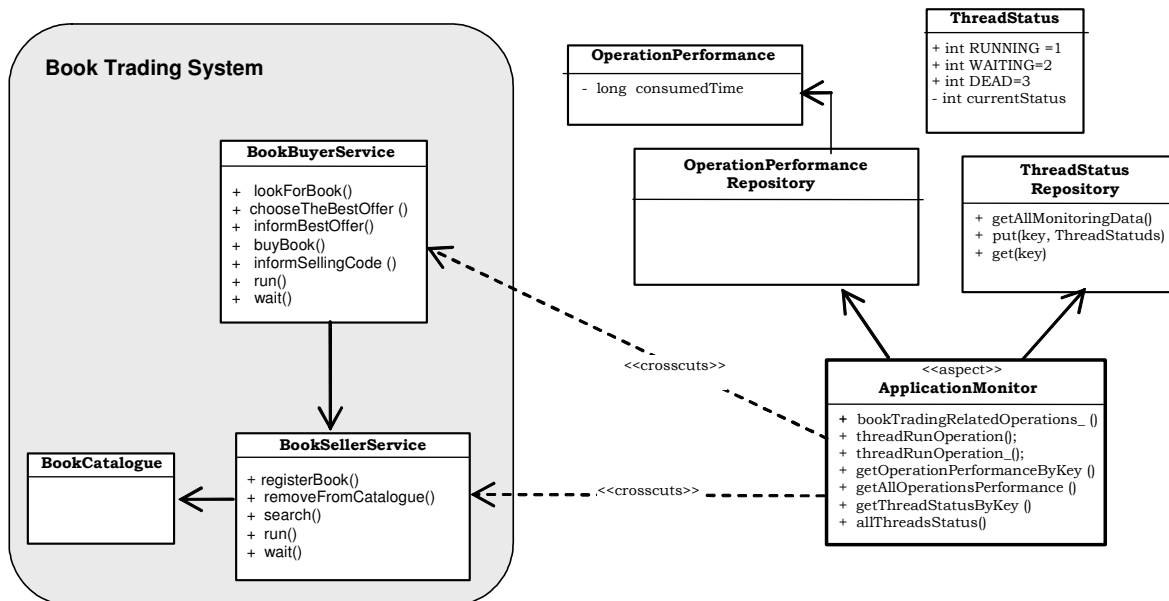 Book Trading System
BookBuyerService
+ lookForBook()
+ chooseTheBestOffer ()
+ informBestOffer()
+ buyBook()
+ informSellingCode ()
+ run()
+ wait()
BookSellerService
+ registerBook()
+ removeFromCatalogue()
+ search()
+ run()
+ wait()
BookCatalogue
OperationPerformance
- long consumedTime
ThreadStatus
+ int RUNNING =1
+ int WAITING=2
+ int DEAD=3
- int currentStatus
OperationPerformance
Repository
ThreadStatus
Repository
+ getAllMonitoringData()
+ put(key, ThreadStatuds)
+ get(key)
<<crosscuts>>
<<crosscuts>>
<<aspect>>
ApplicationMonitor
+ bookTradingRelatedOperations_ ()
+ threadRunOperation();
+ threadRunOperation_();
+ getOperationPerformanceByKey ()
+ getAllOperationsPerformance ()
+ getThreadStatusByKey ()
+ allThreadsStatus()